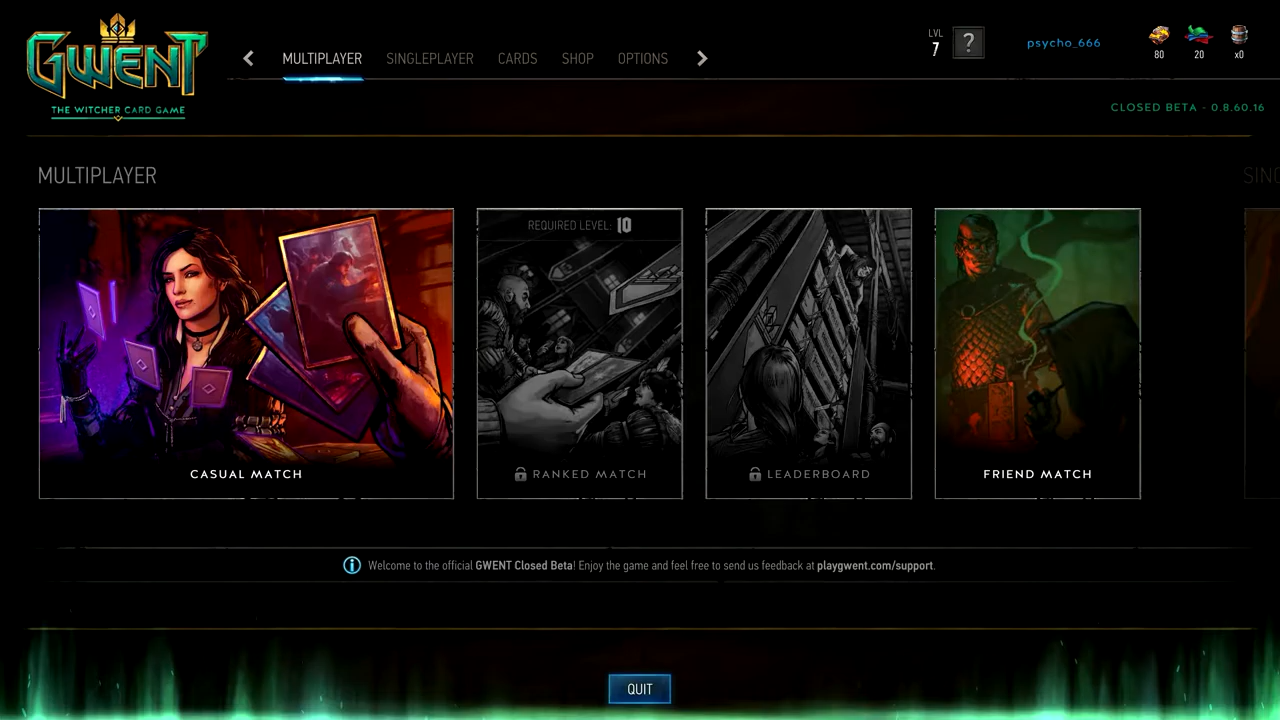 GWENT
THE WITCHER CARD GAME
MULTIPLAYER SINGLEPLAYER CARDS SHOP OPTIONS
LVL
7
?
psycho_666
80 20 x0
CLOSED BETA - 0.8.60.16
MULTIPLAYER
SING
REQUIRED LEVEL: 10
CASUAL MATCH
RANKED MATCH
LEADERBOARD
FRIEND MATCH
Welcome to the official GWENT Closed Beta! Enjoy the game and feel free to send us feedback at playgwent.com/support.
QUIT